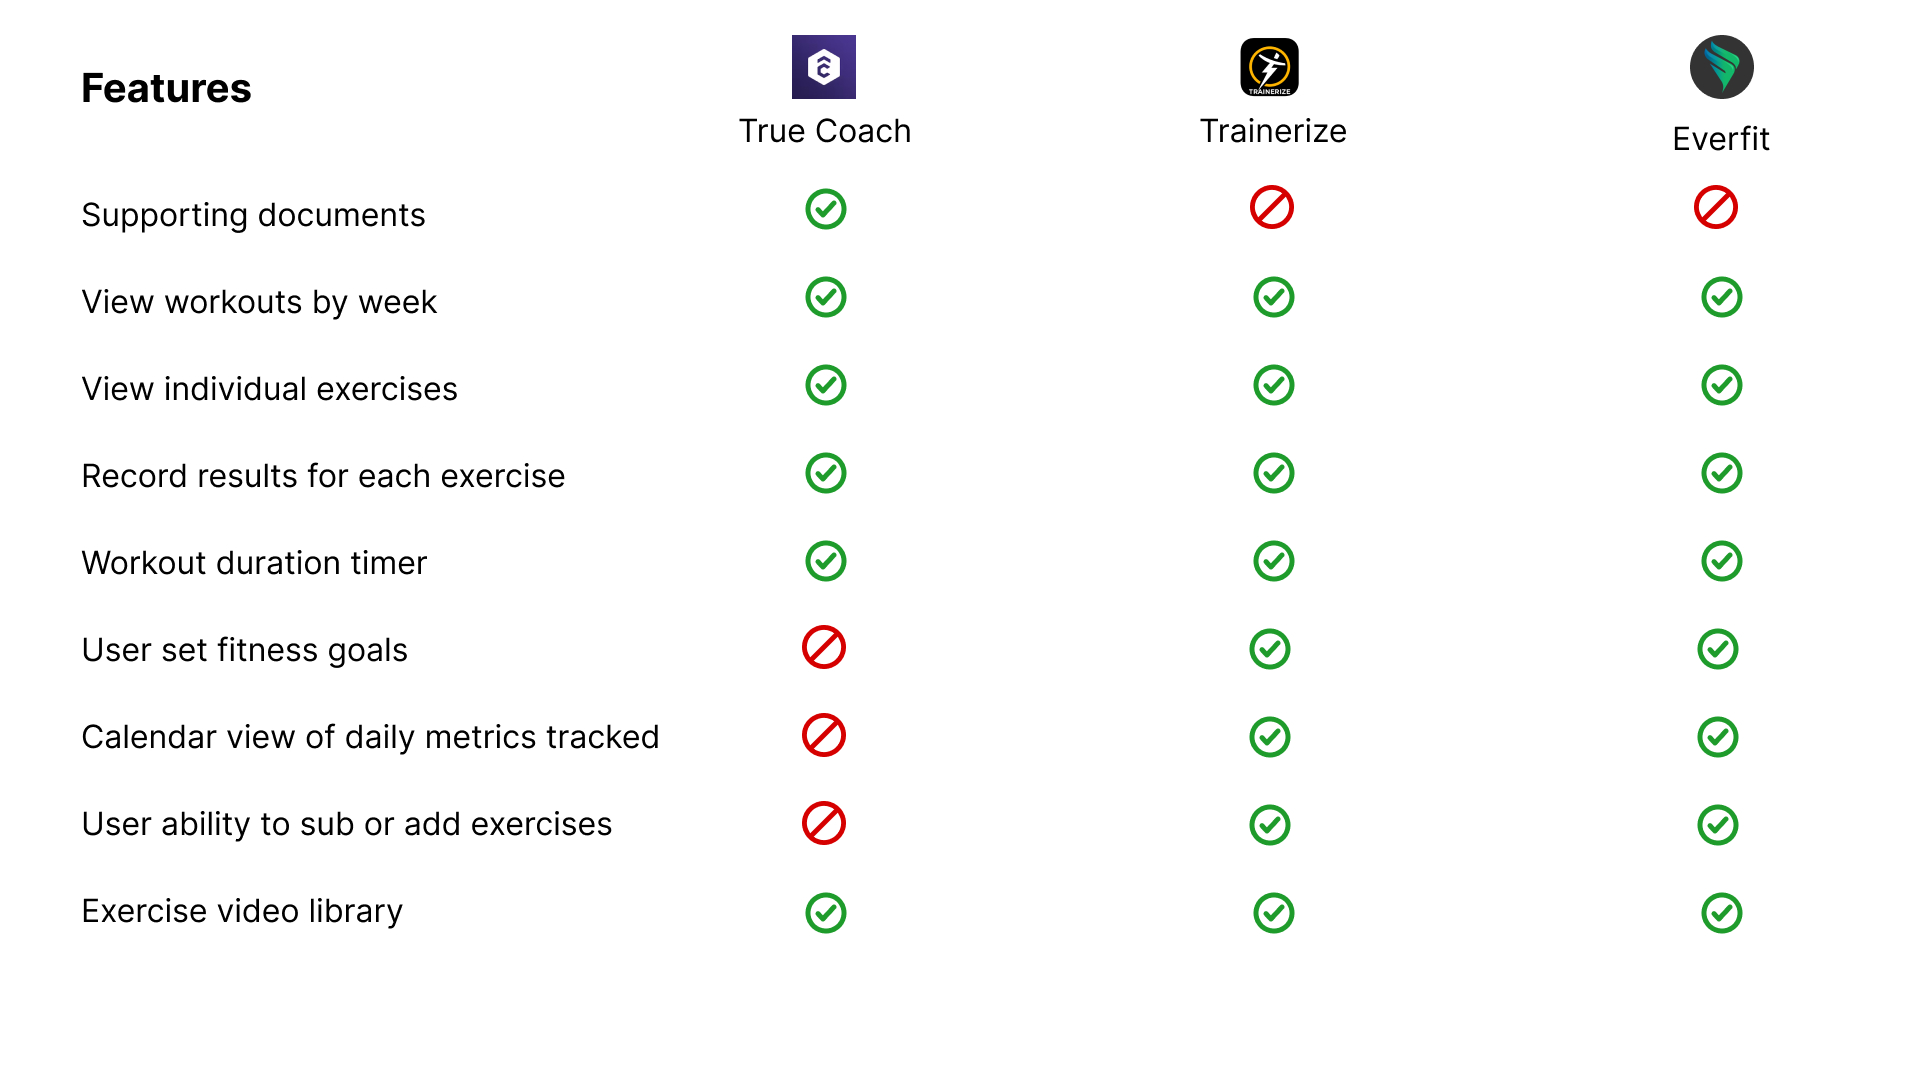 Features
TRAINERIZE
True Coach
Trainerize
Everfit
Supporting documents
View workouts by week
View individual exercises
Record results for each exercise
Workout duration timer
User set fitness goals
Calendar view of daily metrics tracked
User ability to sub or add exercises
Exercise video library